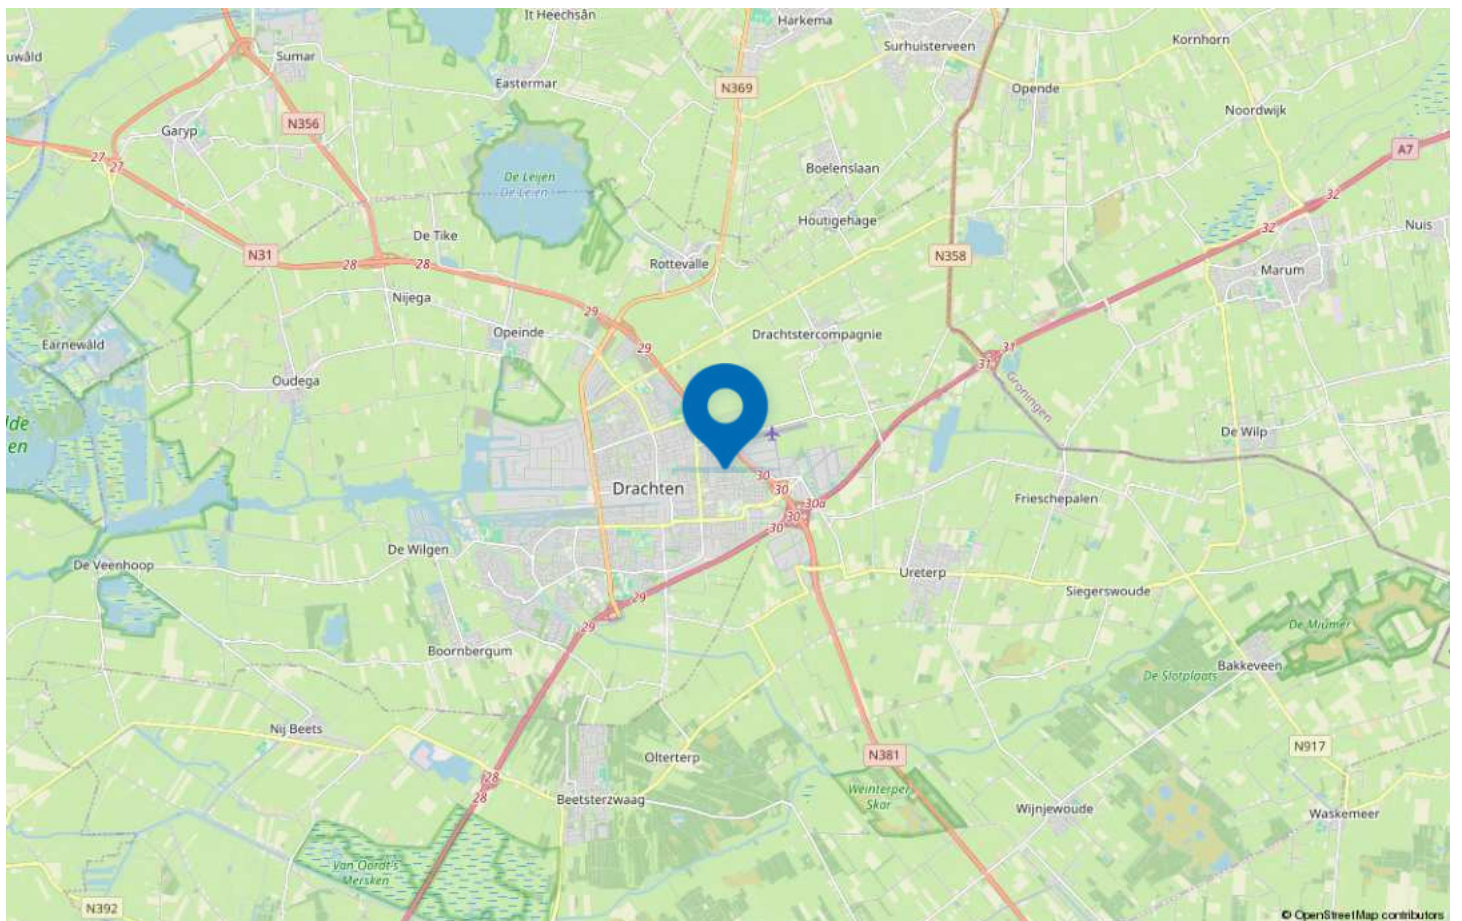 It Heechsân
Harkema
Kornhorn
Surhuisterveen
uwâld
Sumar
Eastermar
N369
Opende
Noordwijk
N356
Garyp
A7
27
27
Boelenslaan
De Leijen
De Leien
32
Houtigehage
32
Nuis
De Tike
N31
28
28
Rottevalle
N358
Marum
Nijega
29
Opeinde
Drachtstercompagnie
Earnewâld
29
31
31
Oudega
Groningen
lde
en
De Wilp
30
Drachten
30
Frieschepalen
30a
30
30
De Wilgen
De Veenhoop
Ureterp
Siegerswoude
29
29
De Mûmer
Boornbergum
Bakkeveen
De Slotplaats
Nij Beets
N917
Olterterp
N381
28
28
Beetsterzwaag
Weinterper
Skar
Wijnjewoude
Waskemeer
Van Oordt's
Mersken
N392
© OpenStreetMap contributors